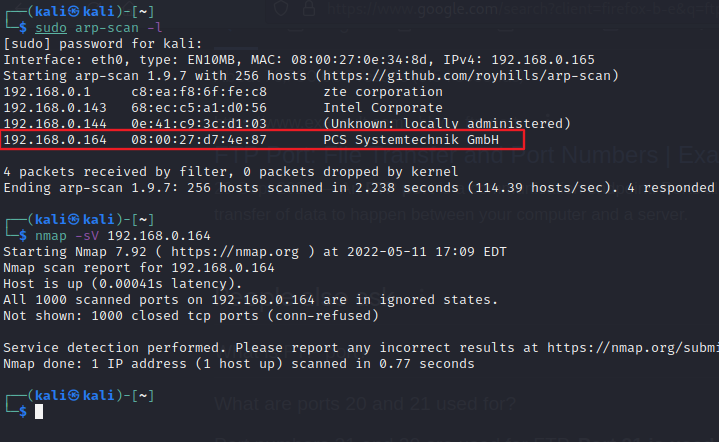 ┌──(kali㉿kali)-[~]
└─$ sudo arp-scan -l
[sudo] password for kali:
Interface: eth0, type: EN10MB, MAC: 08:00:27:0e:34:8d, IPv4: 192.168.0.165
Starting arp-scan 1.9.7 with 256 hosts (https://github.com/royhills/arp-scan)
192.168.0.1     c8:ea:f8:6f:fe:c8       zte corporation
192.168.0.143   68:ec:c5:a1:d0:56       Intel Corporate
192.168.0.144   0e:41:c9:3c:d1:03       (Unknown: locally administered)
192.168.0.164   08:00:27:d7:4e:87       PCS Systemtechnik GmbH
FTP Port: File Transfer and Port Numbers | Exa
4 packets received by filter, 0 packets dropped by kernel
Ending arp-scan 1.9.7: 256 hosts scanned in 2.238 seconds (114.39 hosts/sec). 4 responded
transfer of data to happen between your computer and a server.
┌──(kali㉿kali)-[~]
└─$ nmap -sV 192.168.0.164
Starting Nmap 7.92 ( https://nmap.org ) at 2022-05-11 17:09 EDT
Nmap scan report for 192.168.0.164
Host is up (0.00041s latency).
All 1000 scanned ports on 192.168.0.164 are in ignored states.
Not shown: 1000 closed tcp ports (conn-refused)
Service detection performed. Please report any incorrect results at https://nmap.org/submi
Nmap done: 1 IP address (1 host up) scanned in 0.77 seconds
┌──(kali㉿kali)-[~]
└─$
What are ports 20 and 21 used for?